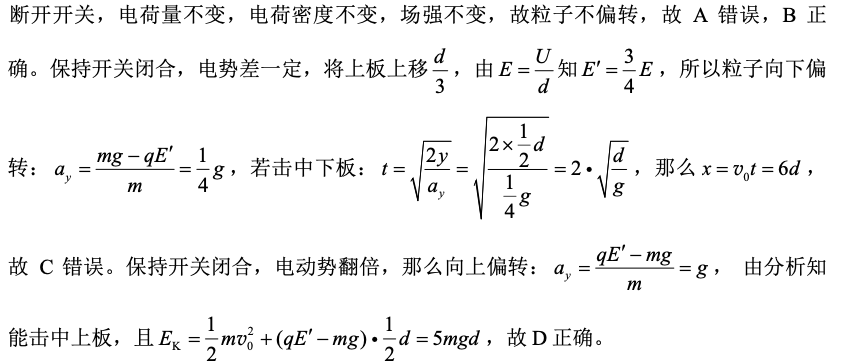 断开开关，电荷量不变，电荷密度不变，场强不变，故粒子不偏转，故 A 错误，B 正
确。保持开关闭合，电势差一定，将上板上移 $\frac{d}{3}$，由 $E=\frac{U}{d}$ 知 $E'=\frac{3}{4}E$，所以粒子向下偏
转：$a_y=\frac{mg-qE'}{m}=\frac{1}{4}g$，若击中下板：$t=\sqrt{\frac{2y}{a_y}}=\sqrt{\frac{2\times\frac{1}{2}d}{\frac{1}{4}g}}=2\bullet\sqrt{\frac{d}{g}}$，那么 $x=v_0t=6d$，
故 C 错误。保持开关闭合，电动势翻倍，那么向上偏转：$a_y=\frac{qE'-mg}{m}=g$， 由分析知
能击中上板，且 $E_K=\frac{1}{2}mv_0^2+(qE'-mg)\bullet\frac{1}{2}d=5mgd$，故 D 正确。